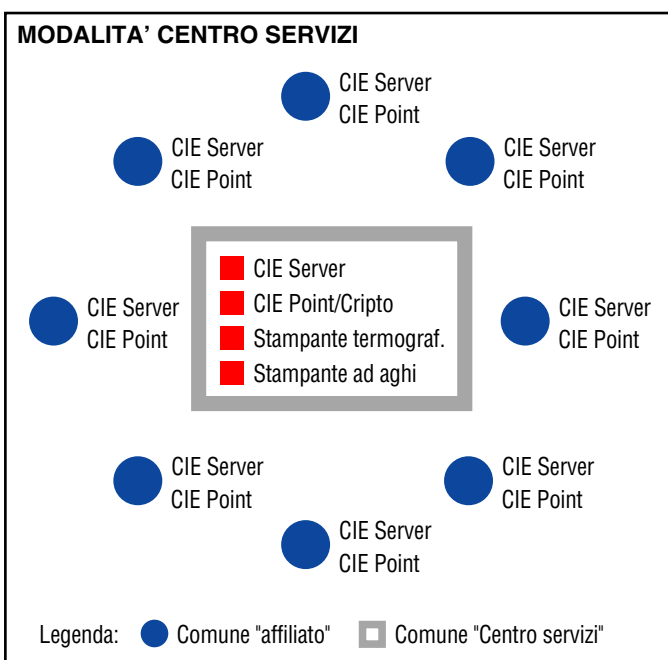 MODALITA' CENTRO SERVIZI
CIE Server
CIE Point
CIE Server
CIE Point
CIE Server
CIE Point
CIE Server
CIE Point
CIE Server
CIE Point/Cripto
Stampante termograf.
Stampante ad aghi
CIE Server
CIE Point
CIE Server
CIE Point
CIE Server
CIE Point
CIE Server
CIE Point
Legenda: Comune "affiliato" Comune "Centro servizi"